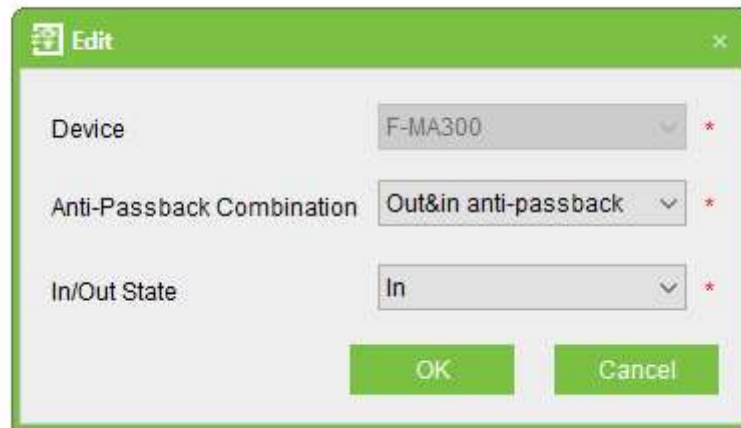 Edit
Device F-MA300 *
Anti-Passback Combination Out&in anti-passback *
In/Out State In *
OK Cancel